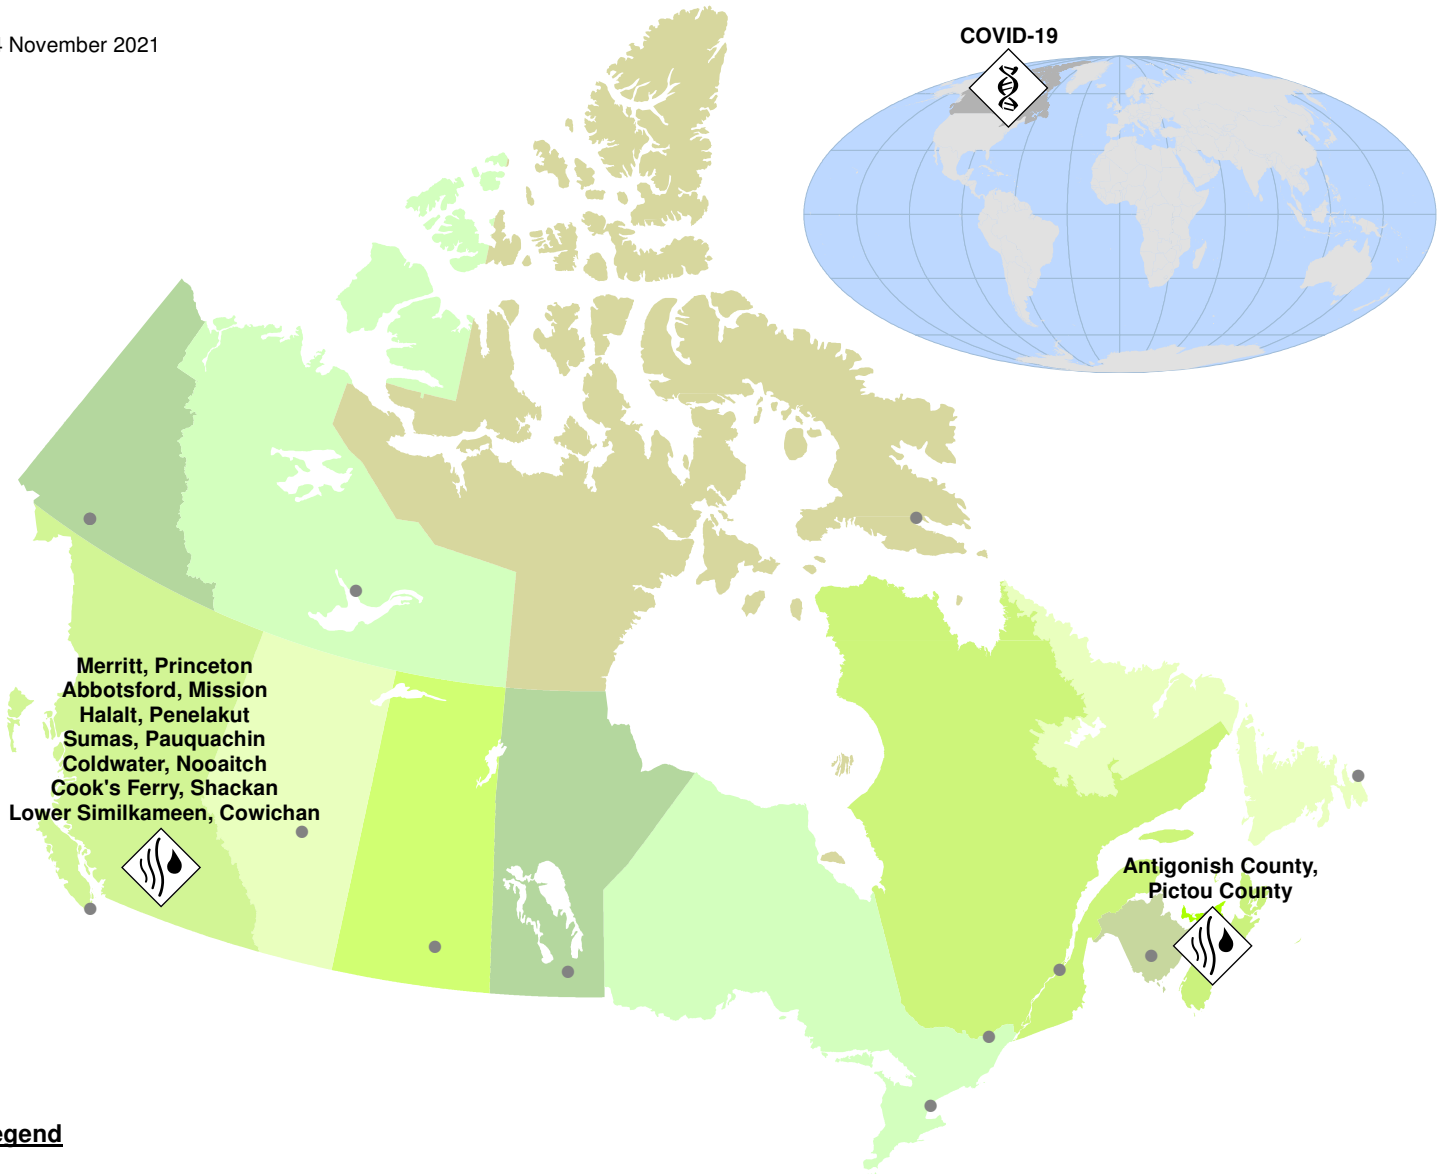 4 November 2021
COVID-19
Merritt, Princeton
Abbotsford, Mission
Halalt, Penelakut
Sumas, Pauquachin
Coldwater, Nooaitch
Cook's Ferry, Shackan
Lower Similkameen, Cowichan
Antigonish County,
Pictou County
egend